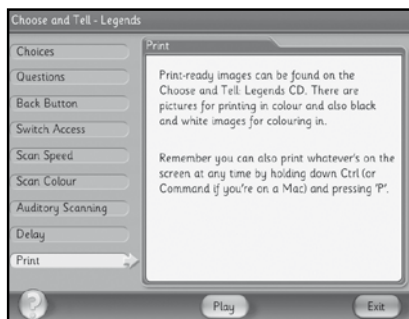 Choose and Tell - Legends
Choices
Questions
Back Button
Switch Access
Scan Speed
Scan Colour
Auditory Scanning
Delay
Print
Print
Print-ready images can be found on the
Choose and Tell: Legends CD. There are
pictures for printing in colour and also black
and white images for colouring in.
Remember you can also print whatever's on the
screen at any time by holding down Ctrl (or
Command if you're on a Mac) and pressing 'P'.
?
Play
Exit